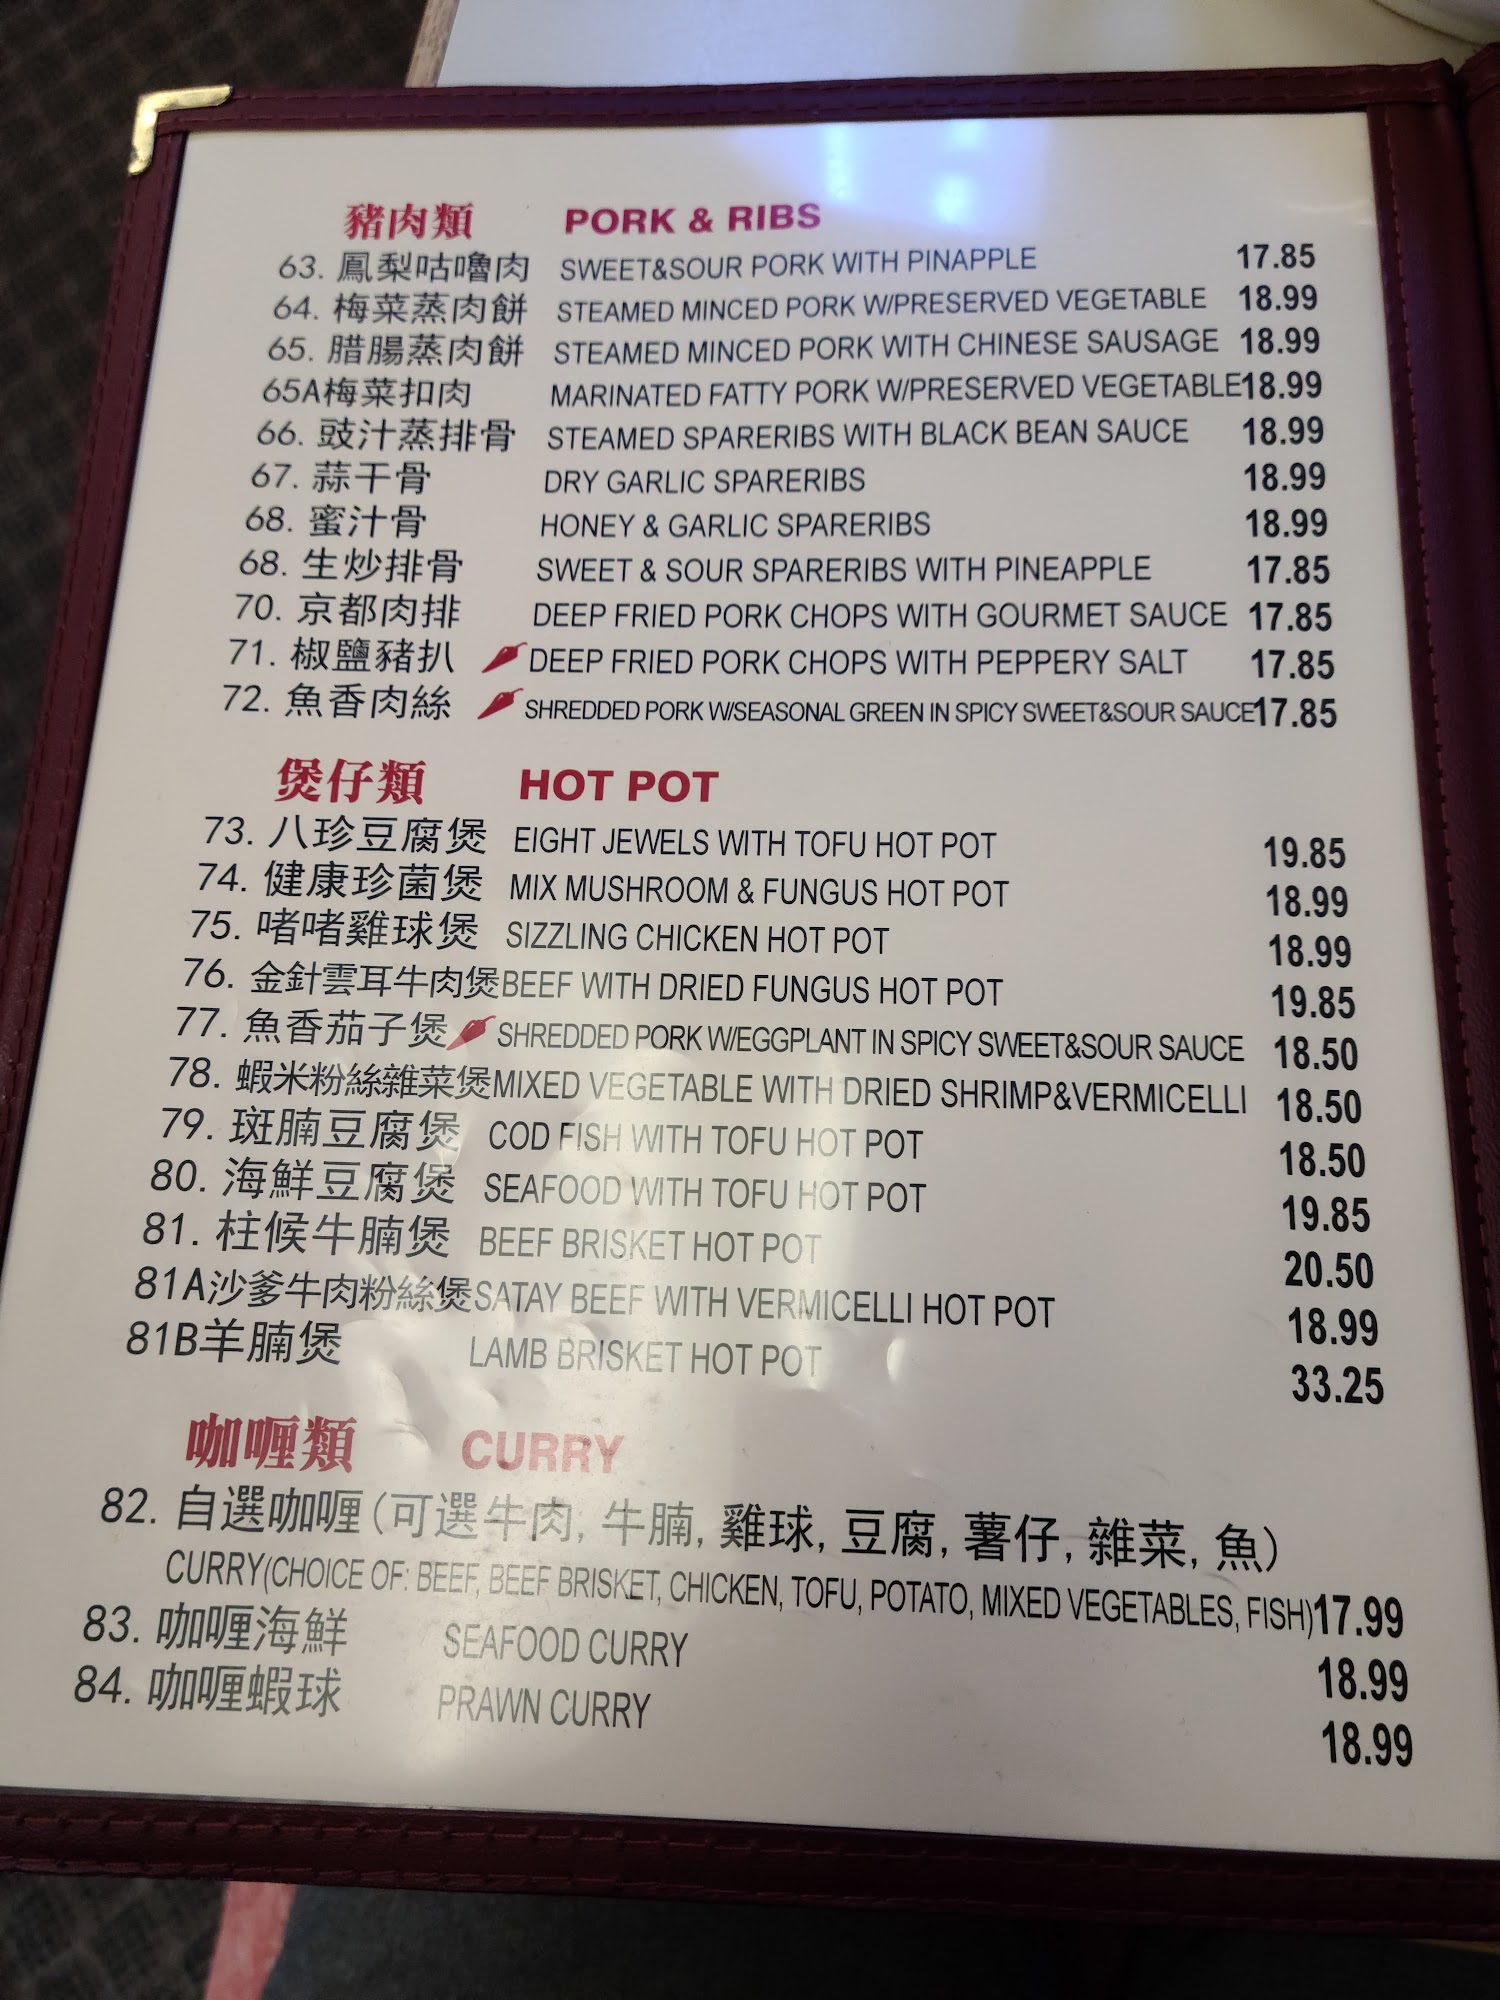 豬肉類 PORK & RIBS
63. 鳳梨咕嚕肉 SWEET&SOUR PORK WITH PINAPPLE 17.85
64. 梅菜蒸肉餅 STEAMED MINCED PORK W/PRESERVED VEGETABLE 18.99
65. 腊腸蒸肉餅 STEAMED MINCED PORK WITH CHINESE SAUSAGE 18.99
65A梅菜扣肉 MARINATED FATTY PORK W/PRESERVED VEGETABLE18.99
66. 豉汁蒸排骨 STEAMED SPARERIBS WITH BLACK BEAN SAUCE 18.99
67. 蒜干骨 DRY GARLIC SPARERIBS 18.99
68. 蜜汁骨 HONEY & GARLIC SPARERIBS 18.99
68. 生炒排骨 SWEET & SOUR SPARERIBS WITH PINEAPPLE 17.85
70. 京都肉排 DEEP FRIED PORK CHOPS WITH GOURMET SAUCE 17.85
71. 椒鹽豬扒 DEEP FRIED PORK CHOPS WITH PEPPERY SALT 17.85
72. 魚香肉絲 SHREDDED PORK W/SEASONAL GREEN IN SPICY SWEET&SOUR SAUCE17.85
煲仔類 HOT POT
73. 八珍豆腐煲 EIGHT JEWELS WITH TOFU HOT POT 19.85
74. 健康珍菌煲 MIX MUSHROOM & FUNGUS HOT POT 18.99
75. 啫啫雞球煲 SIZZLING CHICKEN HOT POT 18.99
76. 金針雲耳牛肉煲BEEF WITH DRIED FUNGUS HOT POT 19.85
77. 魚香茄子煲 SHREDDED PORK W/EGGPLANT IN SPICY SWEET&SOUR SAUCE 18.50
78. 蝦米粉絲雜菜煲MIXED VEGETABLE WITH DRIED SHRIMP&VERMICELLI 18.50
79. 斑腩豆腐煲 COD FISH WITH TOFU HOT POT 18.50
80. 海鮮豆腐煲 SEAFOOD WITH TOFU HOT POT 19.85
81. 柱候牛腩煲 BEEF BRISKET HOT POT 20.50
81A沙爹牛肉粉絲煲SATAY BEEF WITH VERMICELLI HOT POT 18.99
81B羊腩煲 LAMB BRISKET HOT POT 33.25
咖喱類 CURRY
82. 自選咖喱(可選牛肉, 牛腩, 雞球, 豆腐, 薯仔, 雜菜, 魚)
CURRY(CHOICE OF: BEEF, BEEF BRISKET, CHICKEN, TOFU, POTATO, MIXED VEGETABLES, FISH)17.99
83. 咖喱海鮮 SEAFOOD CURRY 18.99
84. 咖喱蝦球 PRAWN CURRY 18.99